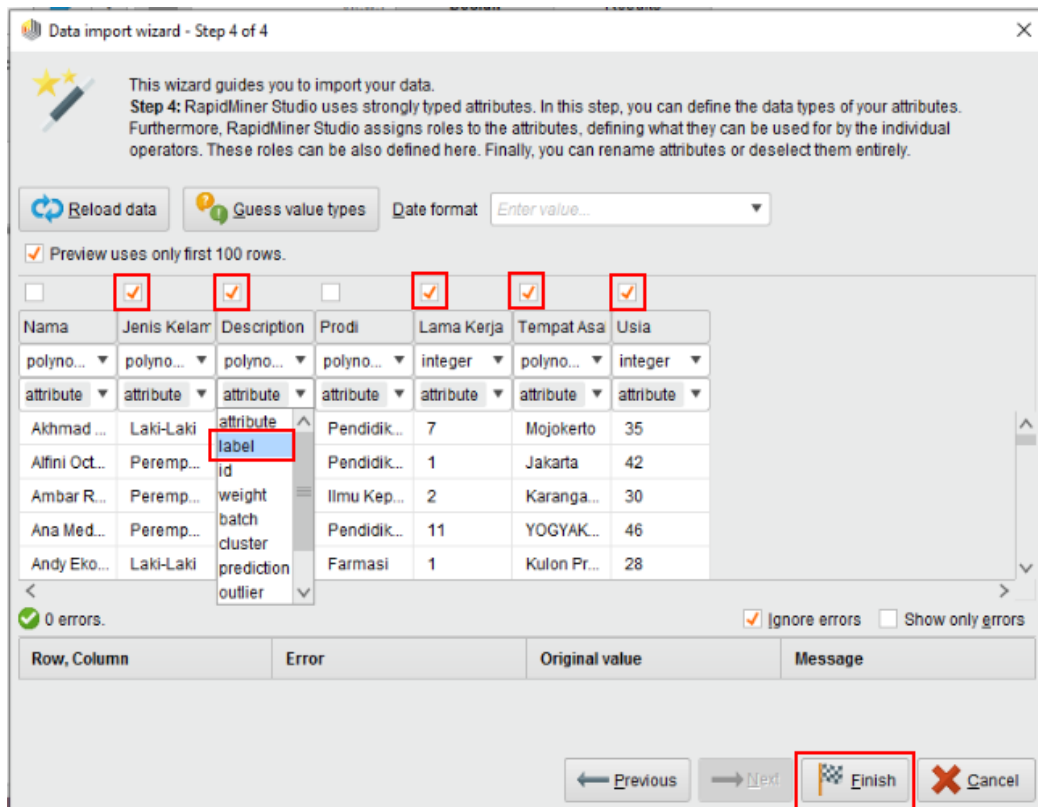 Data import wizard - Step 4 of 4
This wizard guides you to import your data.
Step 4: RapidMiner Studio uses strongly typed attributes. In this step, you can define the data types of your attributes.
Furthermore, RapidMiner Studio assigns roles to the attributes, defining what they can be used for by the individual
operators. These roles can be also defined here. Finally, you can rename attributes or deselect them entirely.
Reload data Guess value types Date format Enter value...
Preview uses only first 100 rows.
Nama Jenis Kelam Description Prodi Lama Kerja Tempat Asa Usia
polyno... polyno... polyno... polyno... integer polyno... integer
attribute attribute attribute attribute attribute attribute attribute
Akhmad ... Laki-Laki attribute Pendidik... 7 Mojokerto 35
label
Alfini Oct... Peremp... id Pendidik... 1 Jakarta 42
Ambar R... Peremp... weight Ilmu Kep... 2 Karanga... 30
batch
Ana Med... Peremp... cluster Pendidik... 11 YOGYAK... 46
Andy Eko... Laki-Laki prediction Farmasi 1 Kulon Pr... 28
outlier
0 errors. Ignore errors Show only errors
Row, Column Error Original value Message
Previous Next Finish Cancel